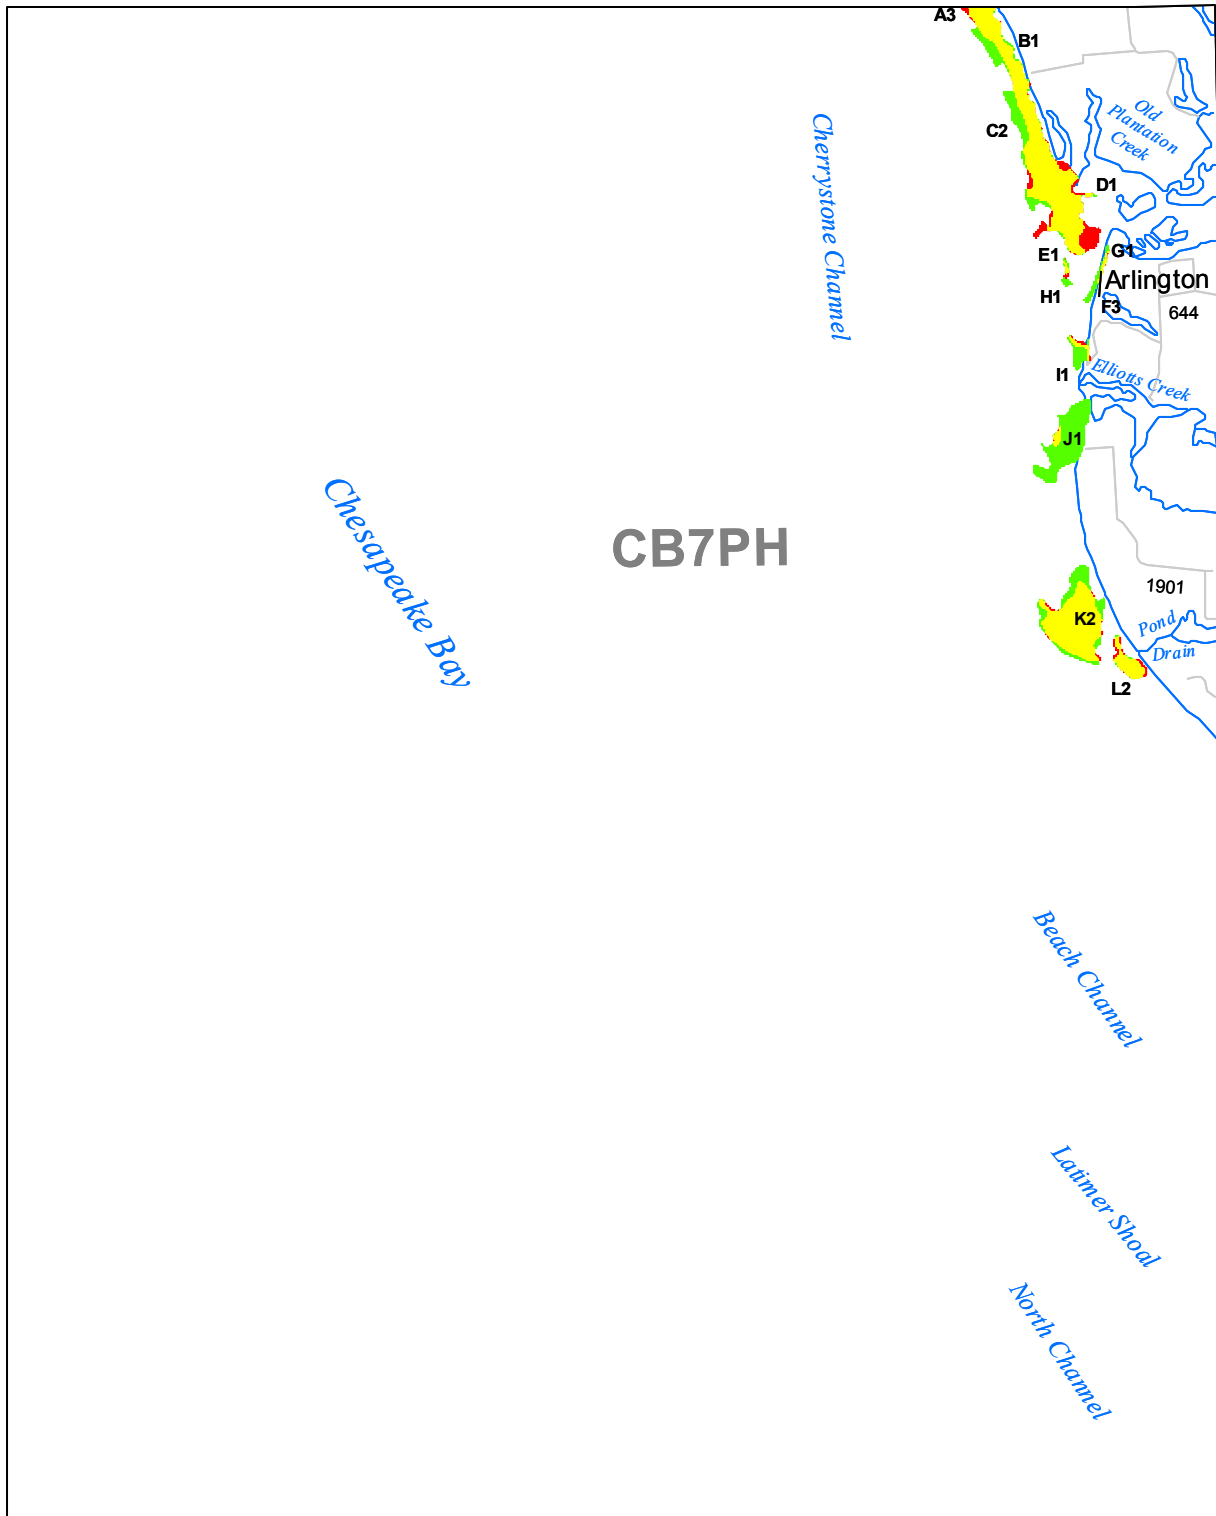 A3
B1
Cherrystone Channel
C2
Old
Plantation
Creek
D1
E1
G1
Arlington
H1
F3
644
I1
Elliotts Creek
J1
Chesapeake Bay
CB7PH
1901
K2
Pond
Drain
L2
Beach Channel
Latimer Shoal
North Channel